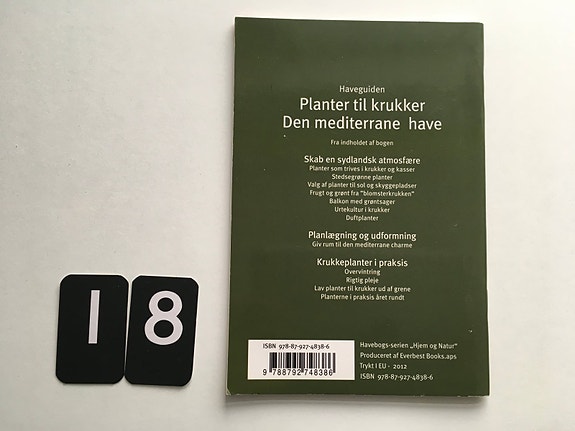 Haveguiden
Planter til krukker
Den mediterrane have
Fra indholdet af bogen
Skab en sydlandsk atmosfære
Planter som trives i krukker og kasser
Stedsegrønne planter
Valg af planter til sol og skyggepladser
Frugt og grønt fra "blomsterkrukken"
Balkon med grøntsager
Urtekultur i krukker
Duftplanter
Planlægning og udformning
Giv rum til den mediterrane charme
Krukkeplanter i praksis
Overvintring
Rigtig pleje
Lav planter til krukker ud af grene
Planterne i praksis året rundt
18
ISBN 978-87-927-4838-6
9 788792 748386
Havebogs-serien „Hjem og Natur"
Produceret af Everbest Books.aps
Trykt I EU - 2012
ISBN 978-87-927-4838-6